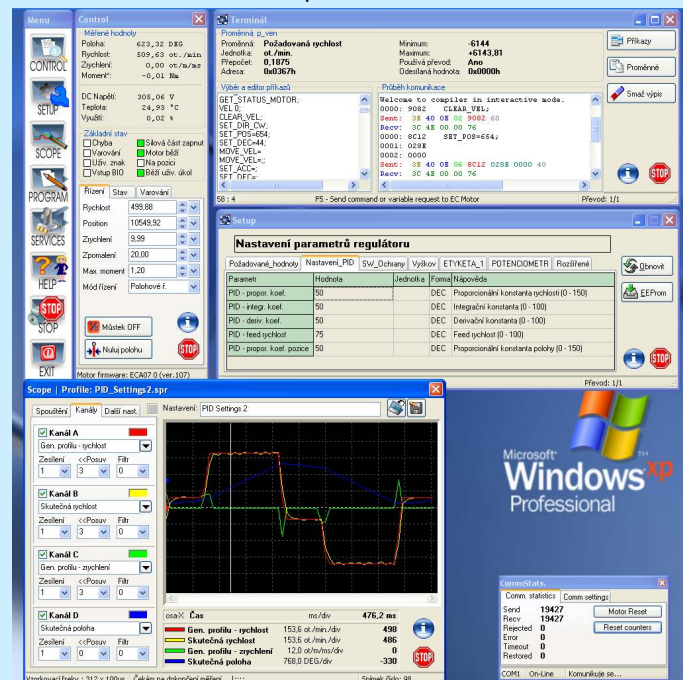 Menu
CONTROL
SETUP
SCOPE
PROGRAM
SERVICES
HELP
STOP
STOP
EXIT
Control
Měřené hodnoty
Poloha: 623,32 DEG
Rychlost: 509,63 ot./min
Zrychlení: 0,00 ot/m/ms
Moment*: -0,01 Nm
DC Napětí: 305,06 V
Teplota: 24,93 °C
Využití: 0,02 %
Základní stav
Chyba Silová část zapnut
Varování Motor běží
Uživ. znak Na pozici
Vstup BIO Běží uživ. úkol
Řízení Stav Varování
Rychlost 499,88
Position 10549,92
Zrychlení 9,99
Zpomalení 20,00
Max. moment 1,20
Mód řízení Polohové ř.
Můstek OFF
Nuluj polohu
STOP
Motor firmware: ECA07 0 (ver.107)
Terminál
Proměnná: p_ven
Proměnná: Požadovaná rychlost Minimum: -6144
Jednotka: ot./min. Maximum: +6143,81
Přepočet: 0,1875 Používá převod: Ano
Adresa: 0x0367h Odesílaná hodnota: 0x0000h
Výběr a editor příkazů
GET_STATUS_MOTOR;
VEL 0;
CLEAR_VEL;
SET_DIR_CW;
SET_POS=654;
SET_DEC=44;
MOVE_VEL=
MOVE_VEL=;;
SET_ACC=;
SET_DEC=;
Průběh komunikace
Welcome to compiler in interactive mode.
0000: 9082 CLEAR_VEL;
Sent: 3E 40 0E 02 9082 60
Recv: 3C 4E 00 00 76
0000: 8C12 SET_POS=654;
0001: 028E
0002: 0000
Sent: 3E 40 0E 06 8C12 028E 0000 40
Recv: 3C 4E 00 00 76
58 : 4 F5 - Send command or variable request to EC Motor Převod: 1/1
Příkazy
Proměnné
Smaž výpis
STOP
Setup
Nastavení parametrů regulátoru
Požadované_hodnoty Nastavení_PID SW_Ochrany Vyškov ETYKETA_1 POTENCIOMETR Rozšířené
Parametr Hodnota Jednotka Forma Nápověda
PID - propor. koef. 50 DEC Proporcionální konstanta rychlosti (0 - 150)
PID - integr. koef. 50 DEC Integrační konstanta (0 - 100)
PID - deriv. koef. 50 DEC Derivační konstanta (0 - 100)
PID - feed rychlost 75 DEC Feed rychlost (0 - 100)
PID - propor. koef. pozice 50 DEC Proporcionální konstanta polohy (0 - 150)
Obnovit
EEProm
STOP
Převod: 1/1
Scope | Profile: PID_Settings2.spr
Spouštění Kanály Další nast.
Nastavení: PID Settings 2
Kanál A
Gen. profilu - rychlost
Zesílení <<Posuv Filtr
1 3 0
Kanál B
Skutečná rychlost
Zesílení <<Posuv Filtr
1 3 0
Kanál C
Gen. profilu - zrychlení
Zesílení <<Posuv Filtr
1 3 0
Kanál D
Skutečná poloha
Zesílení <<Posuv Filtr
1 0 0
osa-X Čas ms/div 476,2 ms
Gen. profilu - rychlost 153,6 ot./min./div 498
Skutečná rychlost 153,6 ot./min./div 486
Gen. profilu - zrychlení 12,0 ot/m/ms/div 0
Skutečná poloha 768,0 DEG/div -330
STOP
Vzorkovací frekv.: 312 x 100us Čekám na dokončení měření Snímek číslo: 98
Microsoft
Windows xp
Professional
CommStats.
Comm. statistics Comm settings
Send 19427
Recv 19427
Rejected 0
Error 0
Timeout 0
Restored 0
Motor Reset
Reset counters
COM1 On-Line Komunikuje se...